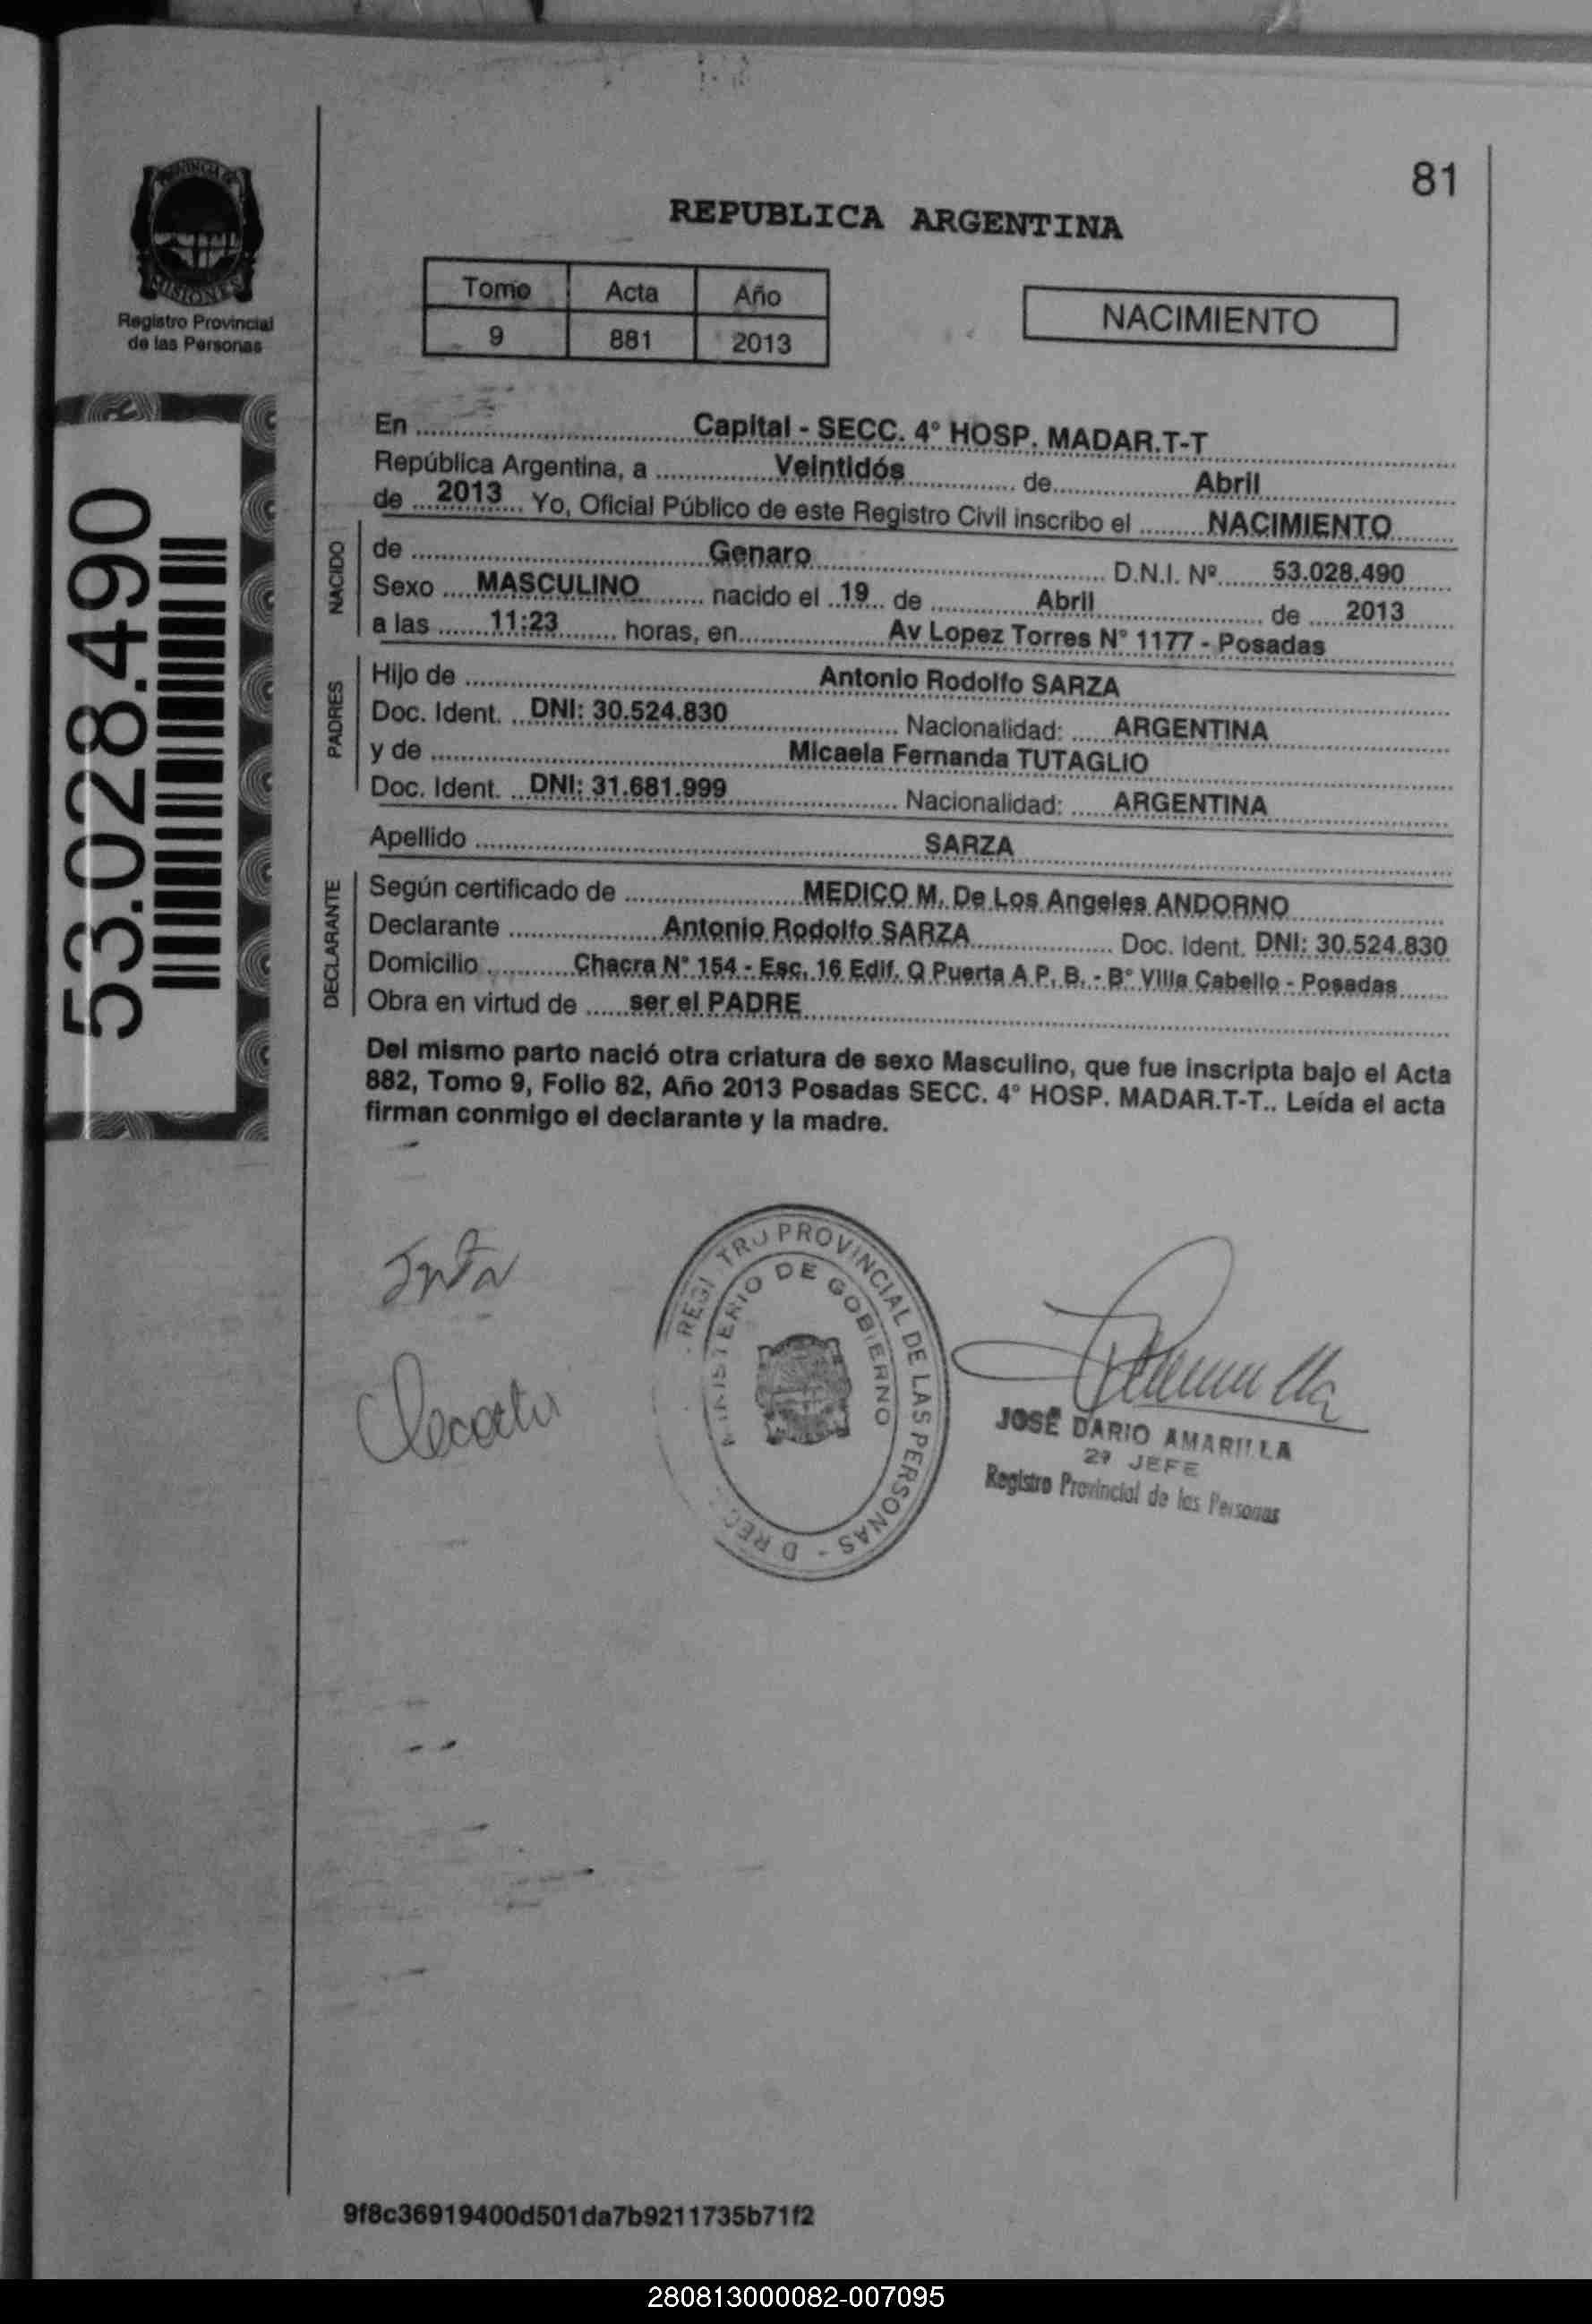 81
REPUBLICA ARGENTINA
PROVINCIA DE
MISIONES
Registro Provincial
de las Personas
Tomo Acta Año
9 881 2013
NACIMIENTO
53.028.490
En Capital - SECC. 4° HOSP. MADAR.T-T
República Argentina, a Veintidós de Abril
de 2013 Yo, Oficial Público de este Registro Civil inscribo el NACIMIENTO
NACIDO
de Genaro D.N.I. Nº 53.028.490
Sexo MASCULINO nacido el 19 de Abril de 2013
a las 11:23 horas, en Av Lopez Torres N° 1177 - Posadas
PADRES
Hijo de Antonio Rodolfo SARZA
Doc. Ident. DNI: 30.524.830 Nacionalidad: ARGENTINA
y de Micaela Fernanda TUTAGLIO
Doc. Ident. DNI: 31.681.999 Nacionalidad: ARGENTINA
Apellido SARZA
DECLARANTE
Según certificado de MEDICO M. De Los Angeles ANDORNO
Declarante Antonio Rodolfo SARZA Doc. Ident. DNI: 30.524.830
Domicilio Chacra N° 154 - Esc. 16 Edif. Q Puerta A P. B. - B° Villa Cabello - Posadas
Obra en virtud de ser el PADRE
Del mismo parto nació otra criatura de sexo Masculino, que fue inscripta bajo el Acta
882, Tomo 9, Folio 82, Año 2013 Posadas SECC. 4° HOSP. MADAR.T-T.. Leída el acta
firman conmigo el declarante y la madre.
PROVINCIAL DE LAS PERSONAS -
DE GOBIERNO
JOSÉ DARIO AMARILLA
2º JEFE
Registro Provincial de las Personas
9f8c36919400d501da7b9211735b71f2
280813000082-007095